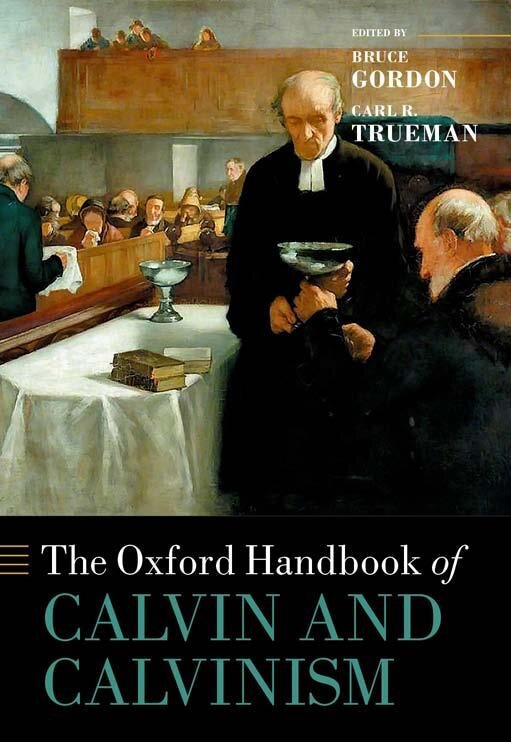 EDITED BY
BRUCE
GORDON
CARL R.
TRUEMAN
The Oxford Handbook of
CALVIN AND
CALVINISM